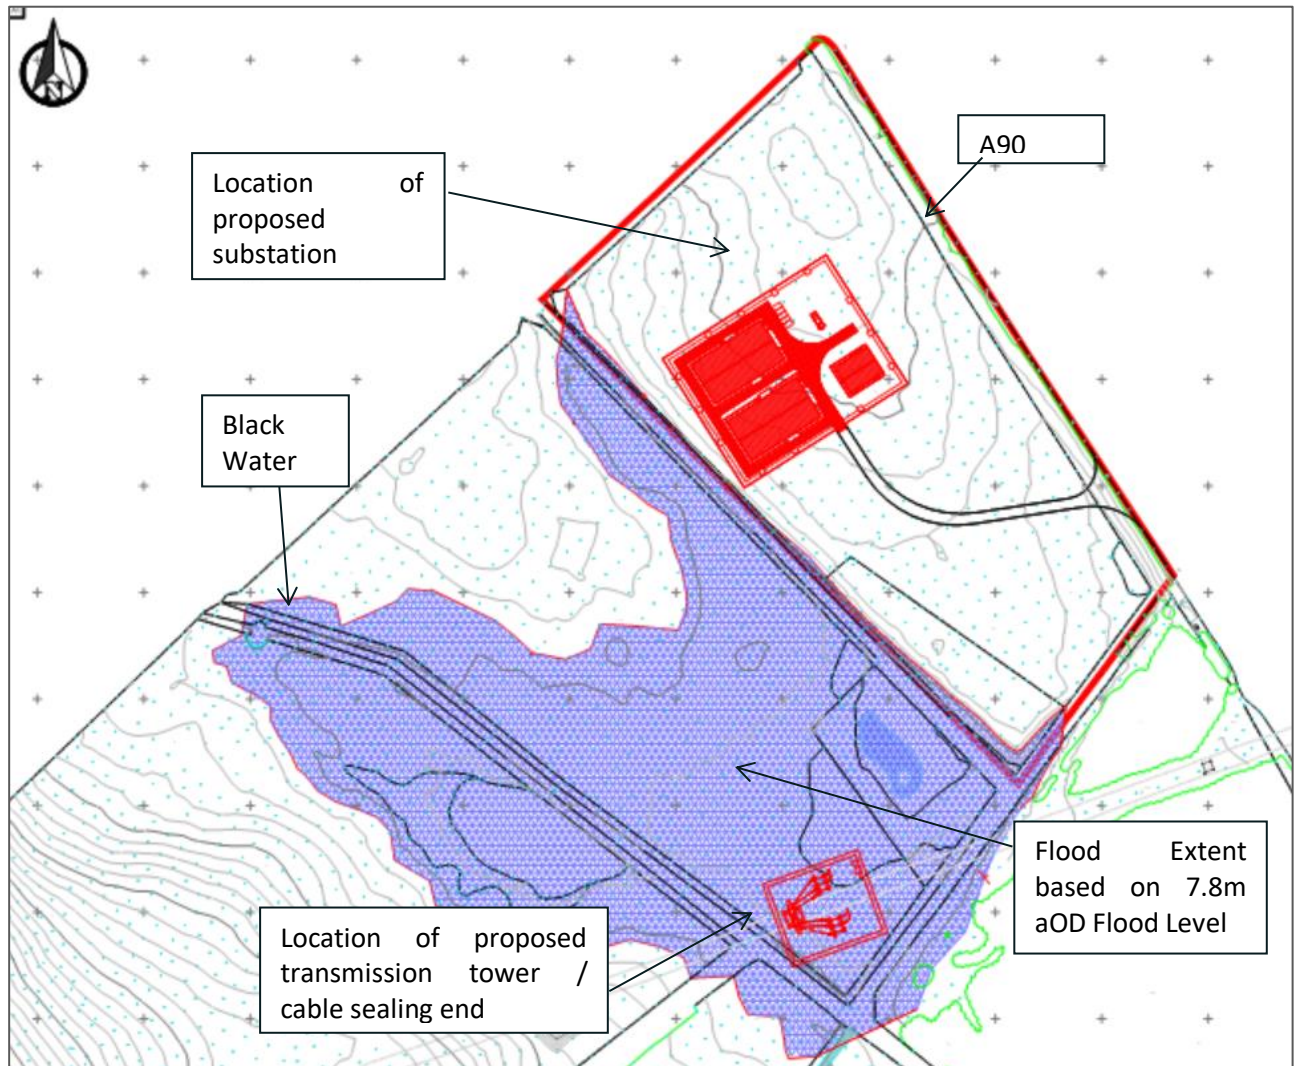 N
A90
Location of
proposed
substation
Black
Water
Flood Extent
based on 7.8m
aOD Flood Level
Location of proposed
transmission tower /
cable sealing end